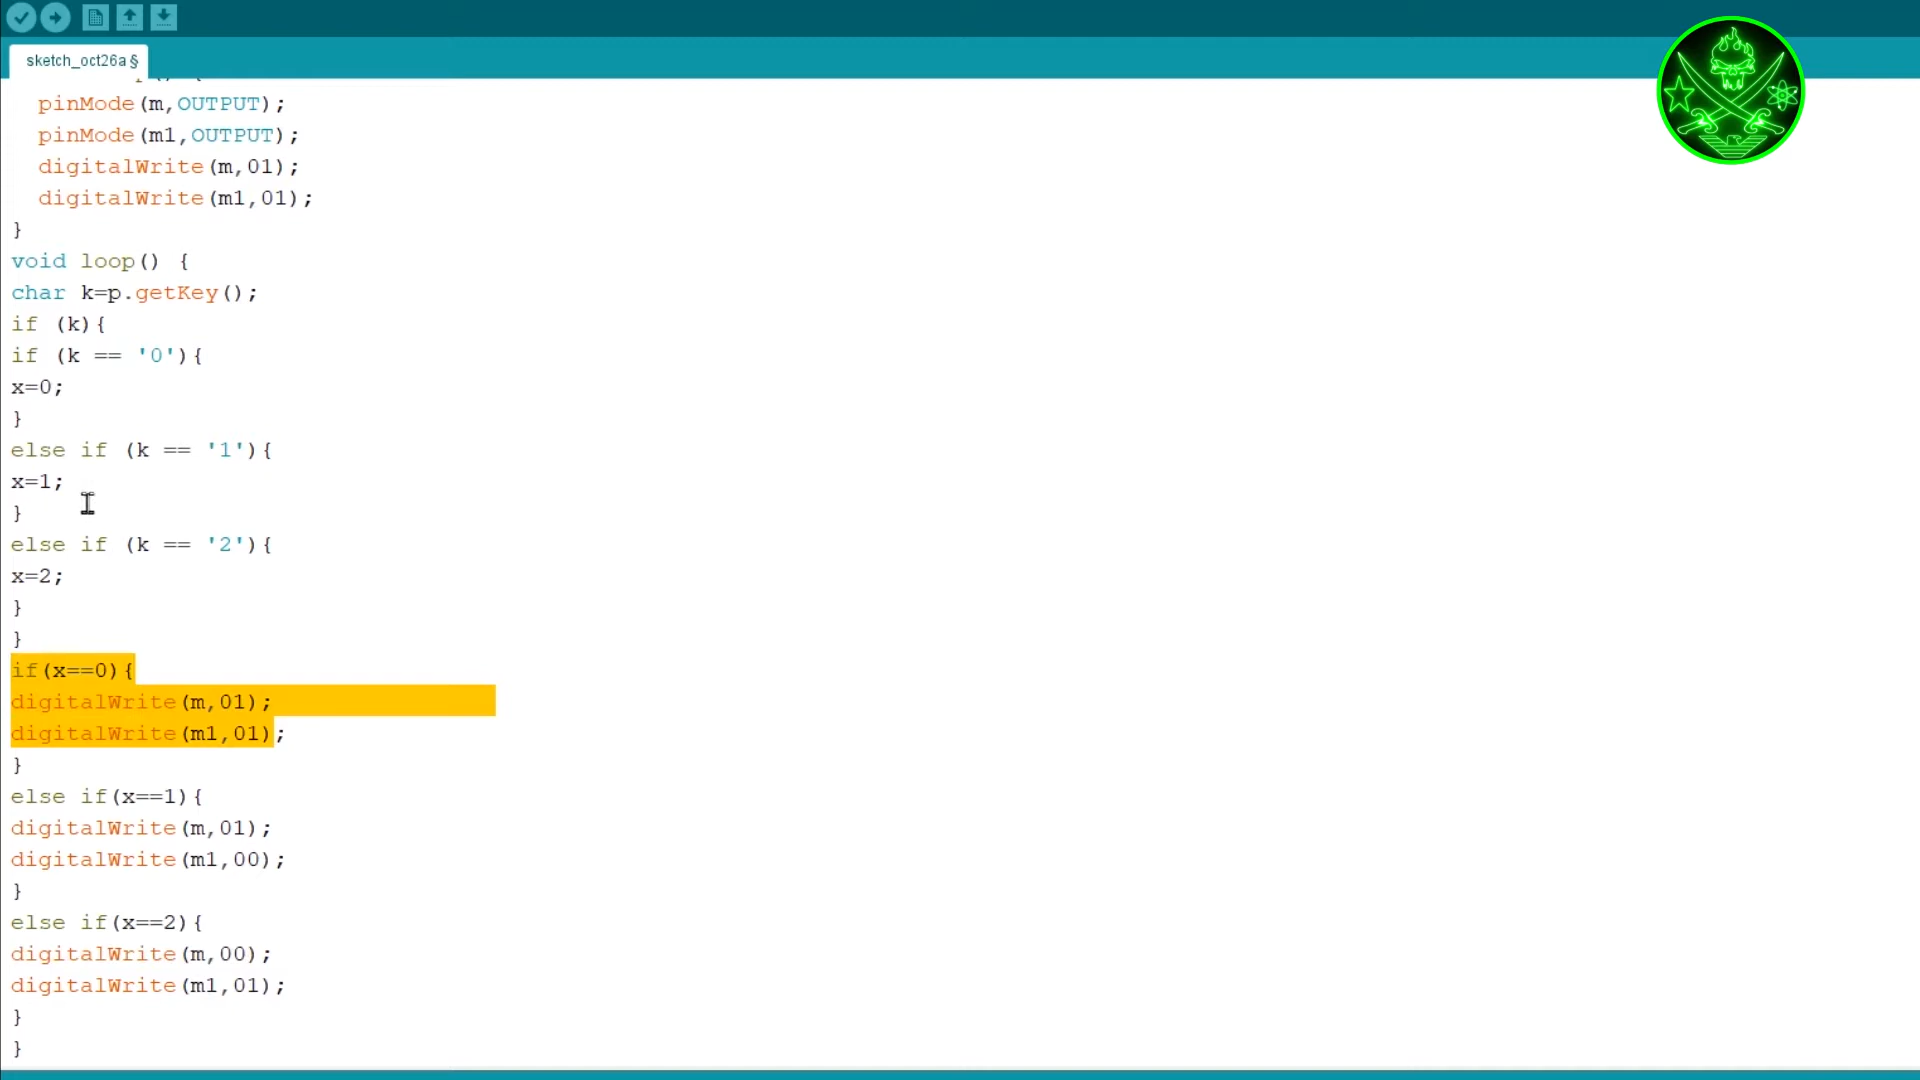 sketch_oct26a §
pinMode(m,OUTPUT);
pinMode(m1,OUTPUT);
digitalWrite(m,01);
digitalWrite(m1,01);
}
void loop() {
char k=p.getKey();
if (k){
if (k == '0'){
x=0;
}
else if (k == '1'){
x=1;
}
else if (k == '2'){
x=2;
}
}
if(x==0){
digitalWrite(m,01);
digitalWrite(m1,01);
}
else if(x==1){
digitalWrite(m,01);
digitalWrite(m1,00);
}
else if(x==2){
digitalWrite(m,00);
digitalWrite(m1,01);
}
}